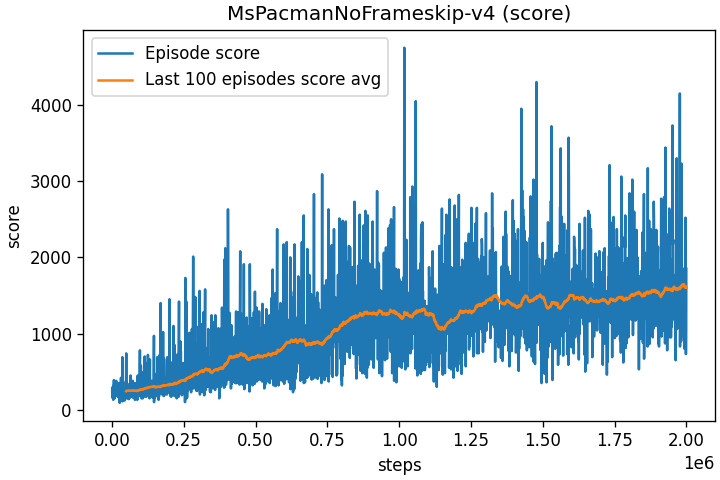 MsPacmanNoFrameskip-v4 (score)
Episode score
Last 100 episodes score avg
4000
3000
2000
1000
0
score
0.00 0.25 0.50 0.75 1.00 1.25 1.50 1.75 2.00
1e6
steps